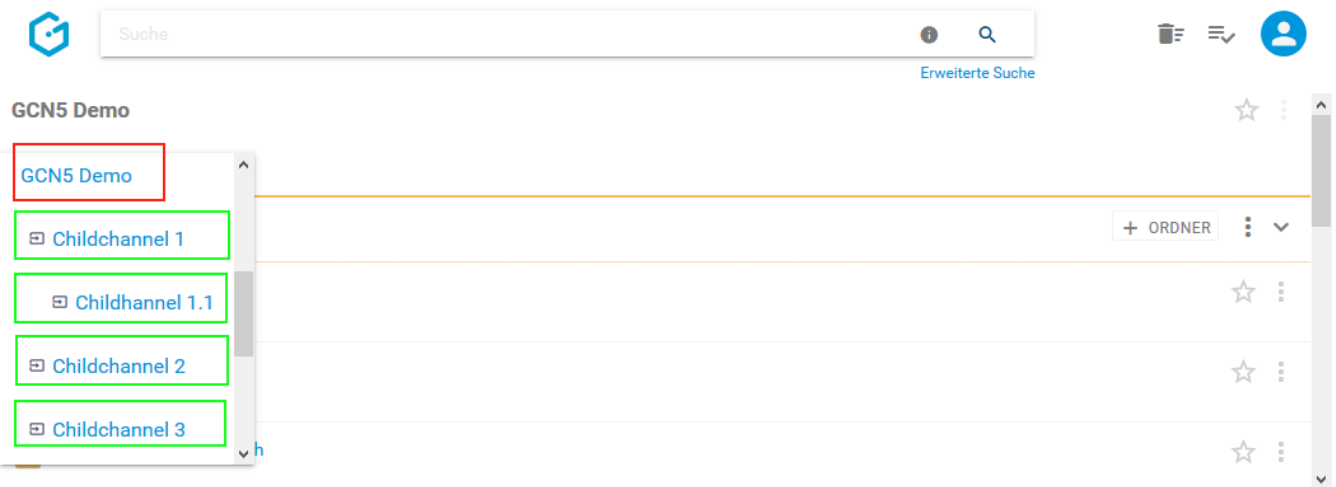 Suche
Erweiterte Suche
GCN5 Demo
GCN5 Demo
Childchannel 1
+ ORDNER
Childhannel 1.1
Childchannel 2
Childchannel 3
h